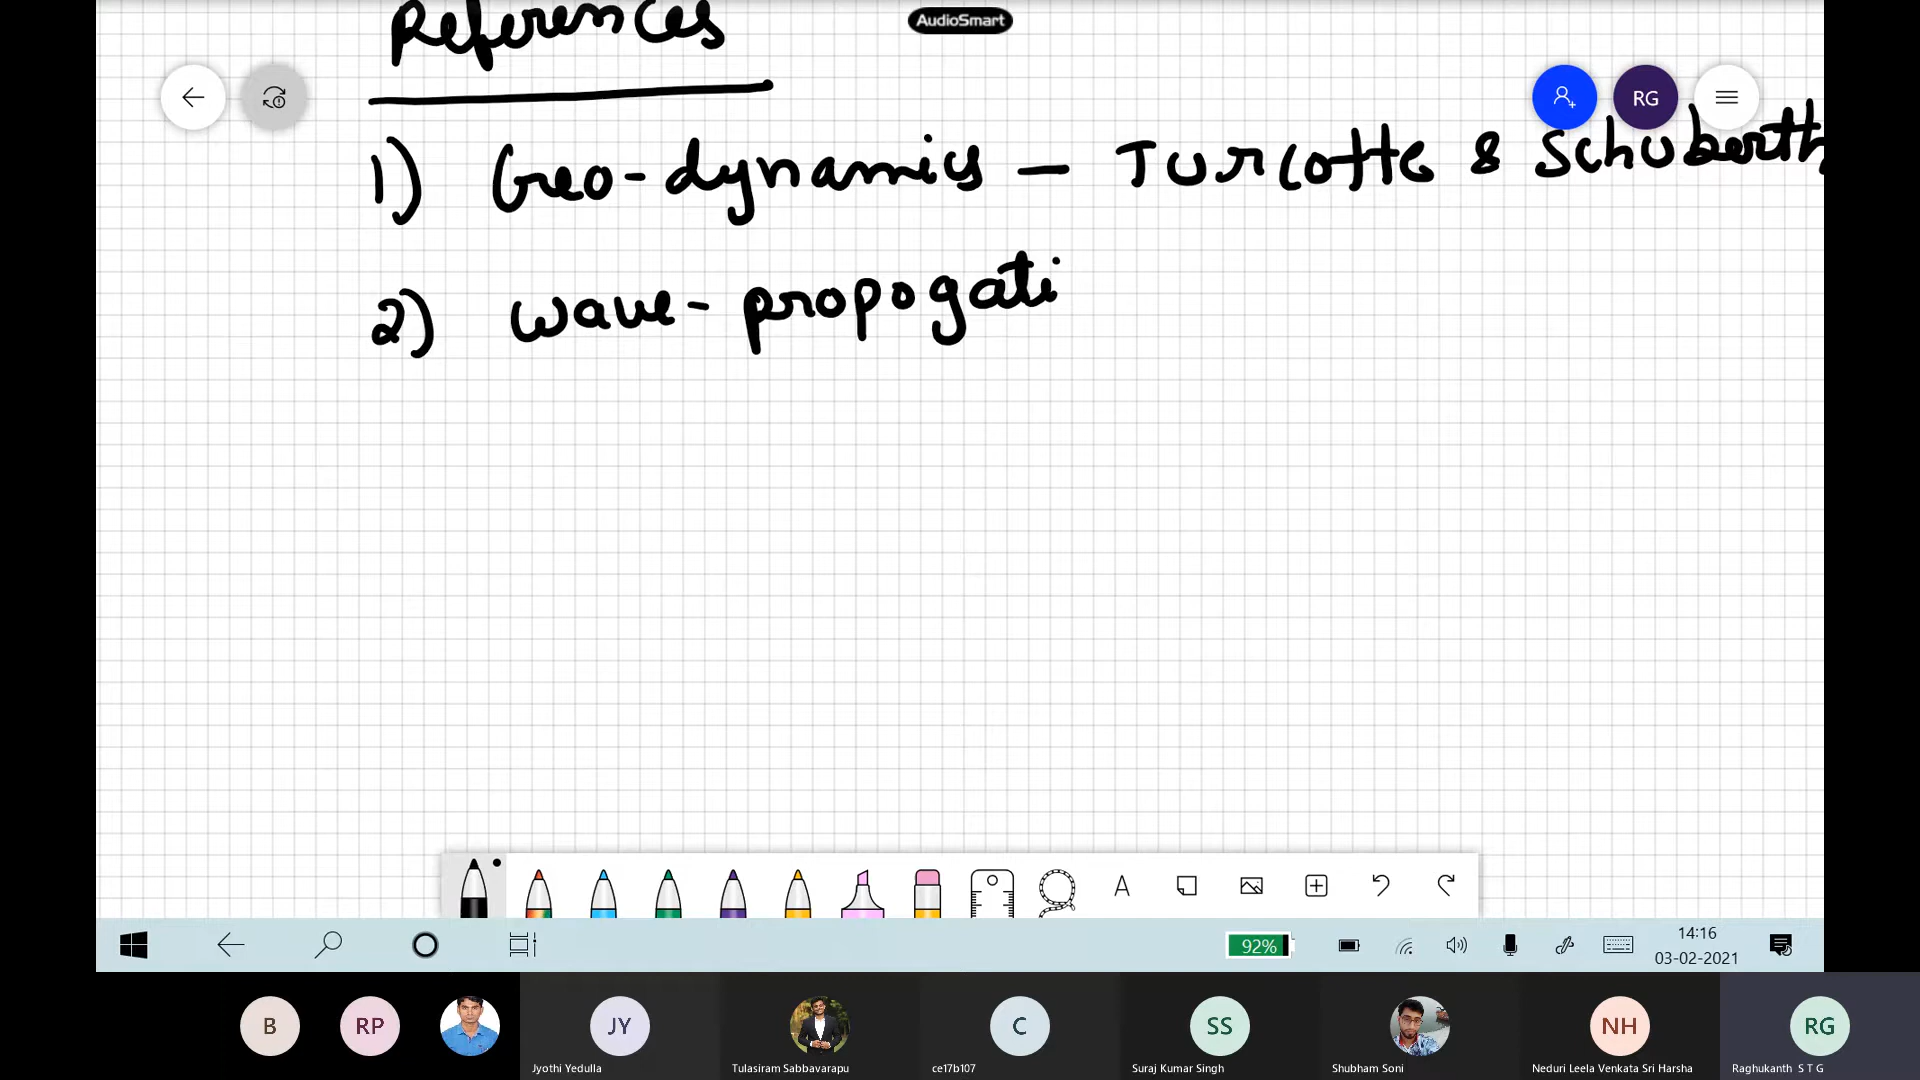 References
AudioSmart
RG
1) Geo-dynamics - Turcotte & Schuberth
2) wave-propogati
A
92%
14:16
03-02-2021
B
RP
JY
C
SS
NH
RG
Jyothi Yedulla
Tulasiram Sabbavarapu
ce17b107
Suraj Kumar Singh
Shubham Soni
Neduri Leela Venkata Sri Harsha
Raghukanth S T G